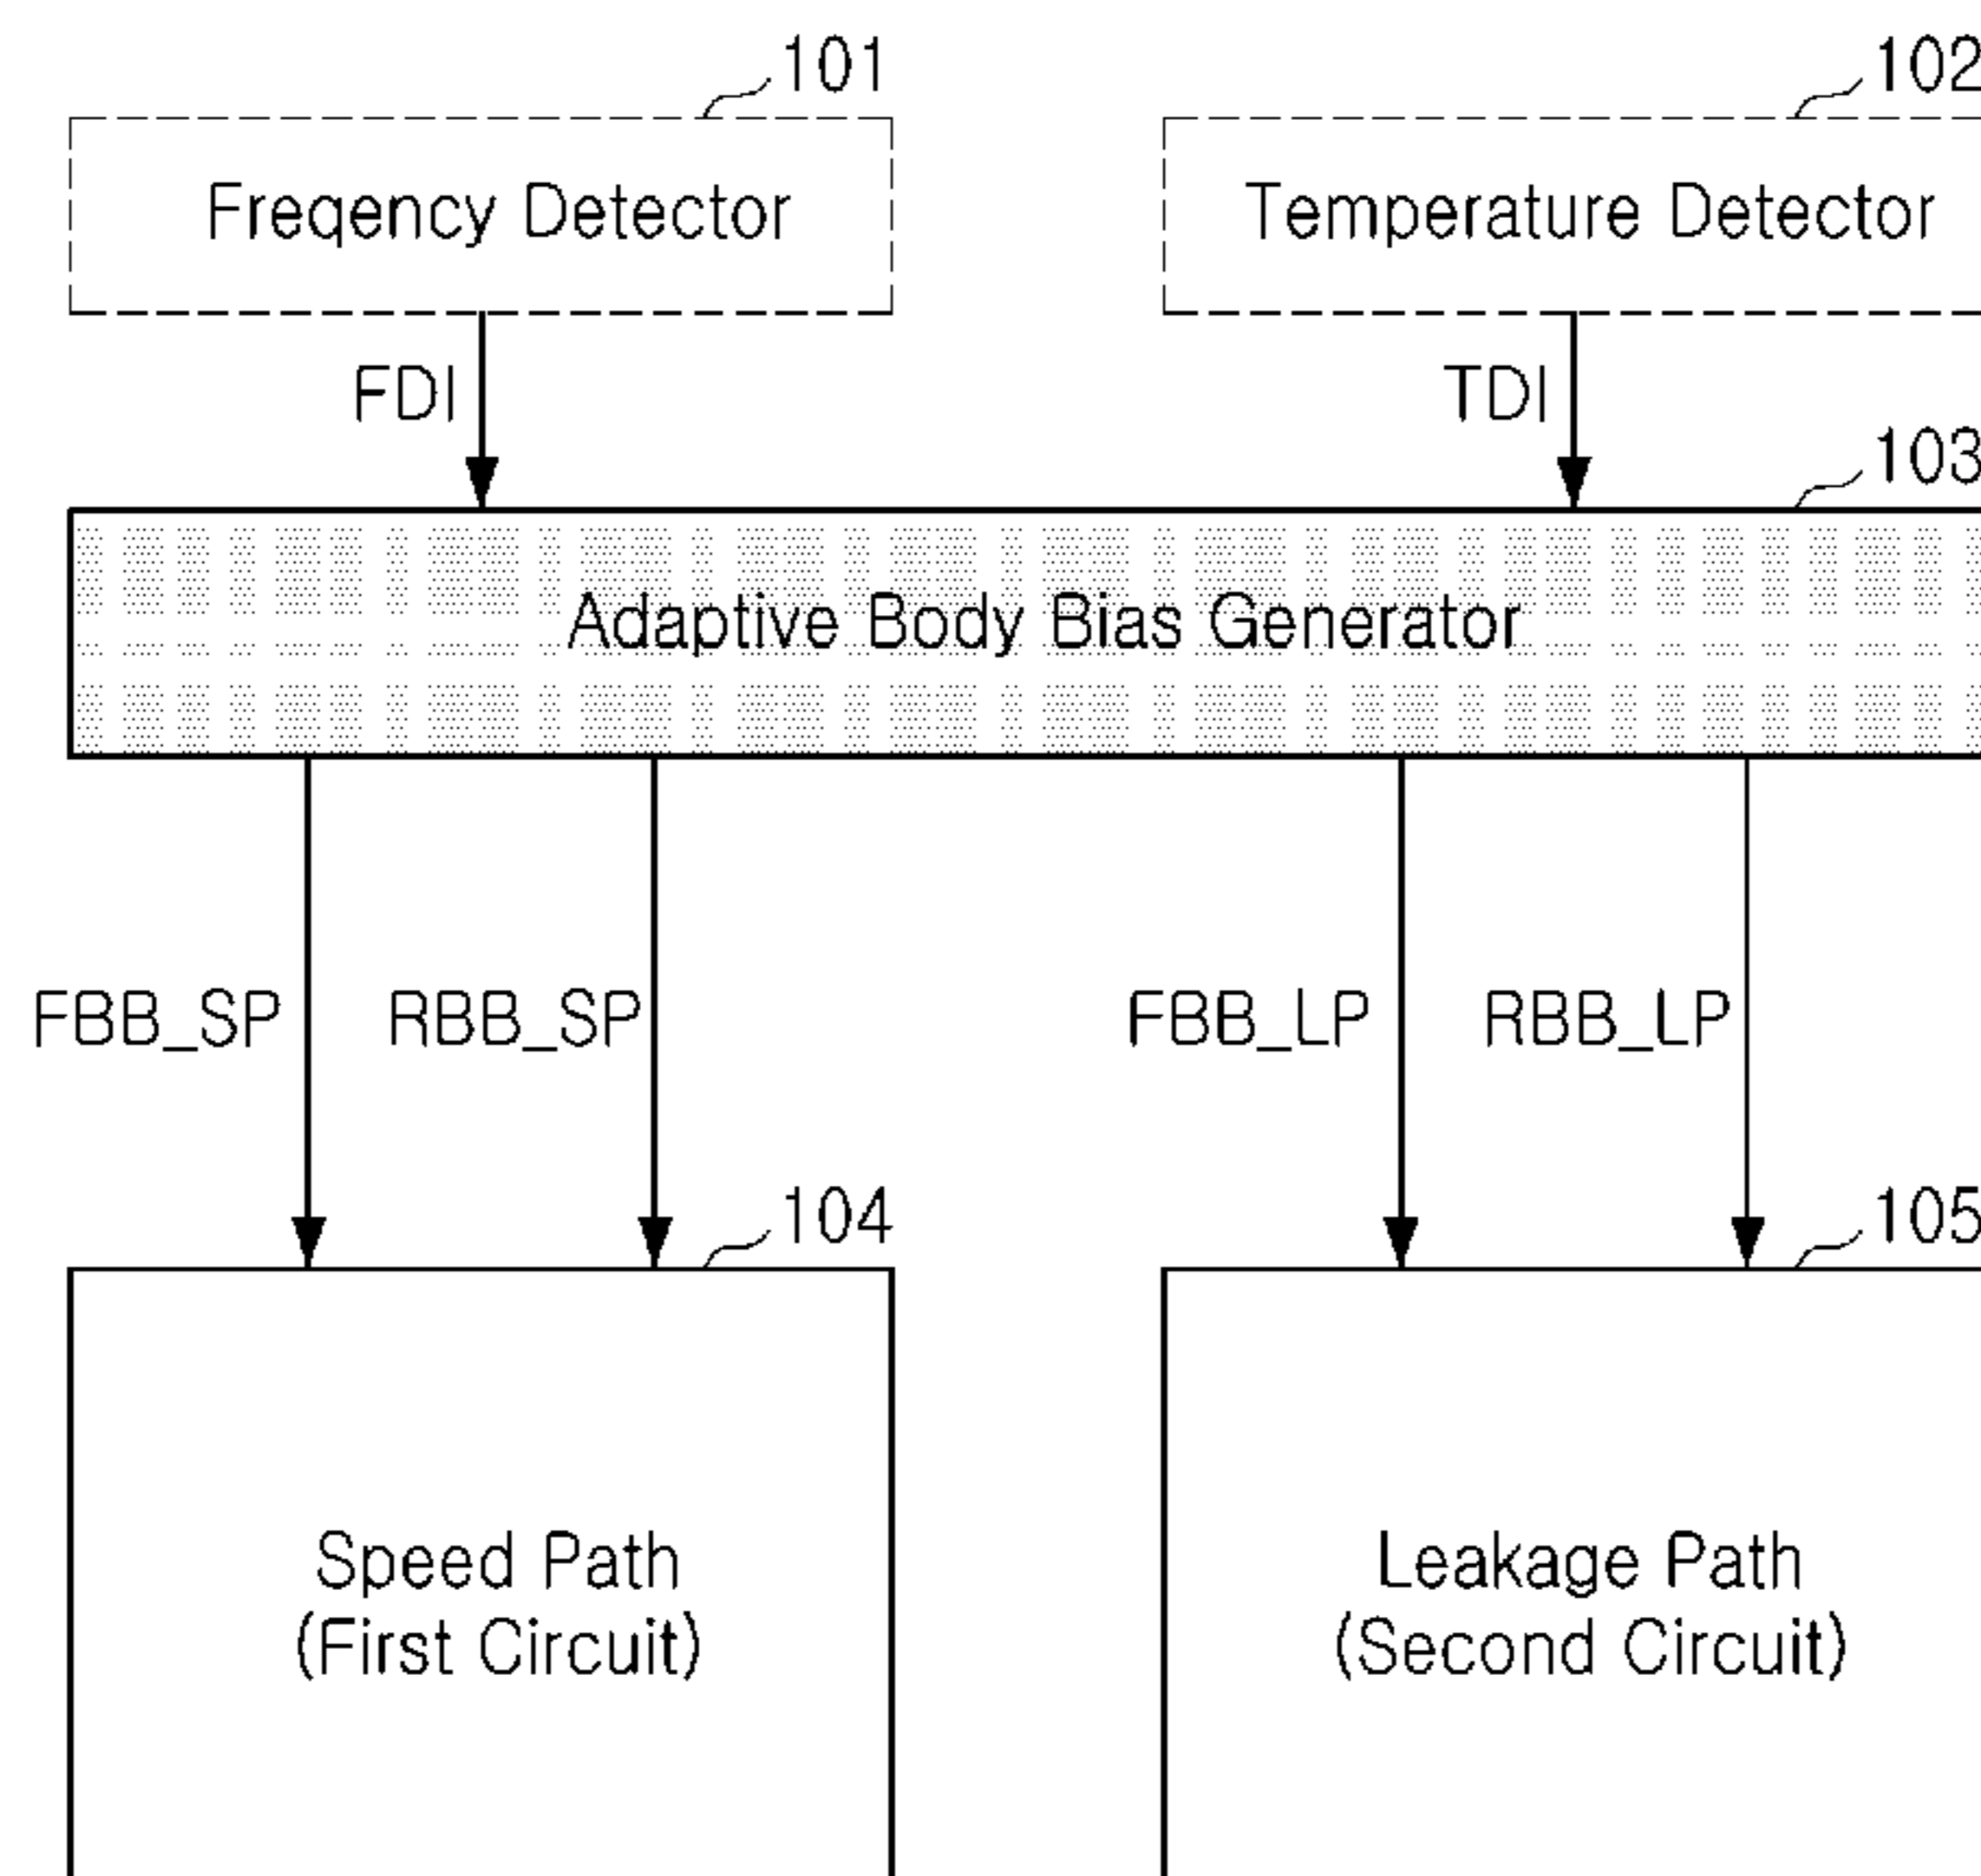 101
102
Freqency Detector
Temperature Detector
FDI
TDI
103
Adaptive Body Bias Generator
FBB_SP
RBB_SP
FBB_LP
RBB_LP
104
105
Speed Path
(First Circuit)
Leakage Path
(Second Circuit)